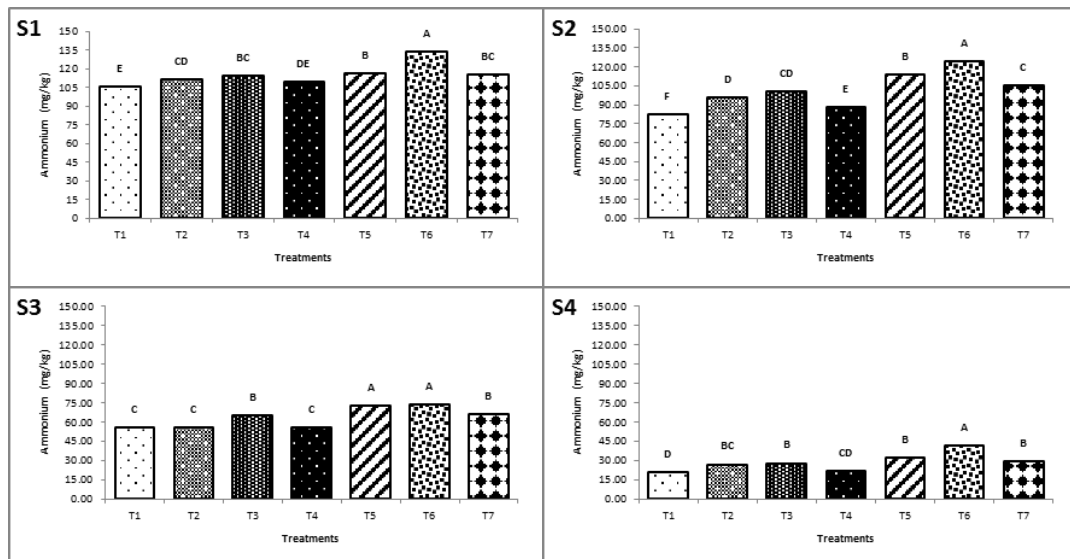 S1
Ammonium (mg/kg)
150
135
120
105
90
75
60
45
30
15
0
E CD BC DE B A BC
T1 T2 T3 T4 T5 T6 T7
Treatments
S2
Ammonium (mg/kg)
150.00
135.00
120.00
105.00
90.00
75.00
60.00
45.00
30.00
15.00
0.00
F D CD E B A C
T1 T2 T3 T4 T5 T6 T7
Treatments
S3
Ammonium (mg/kg)
150.00
135.00
120.00
105.00
90.00
75.00
60.00
45.00
30.00
15.00
0.00
C C B C A A B
T1 T2 T3 T4 T5 T6 T7
Treatments
S4
Ammonium (mg/kg)
150.00
135.00
120.00
105.00
90.00
75.00
60.00
45.00
30.00
15.00
0.00
D BC B CD B A B
T1 T2 T3 T4 T5 T6 T7
Treatments